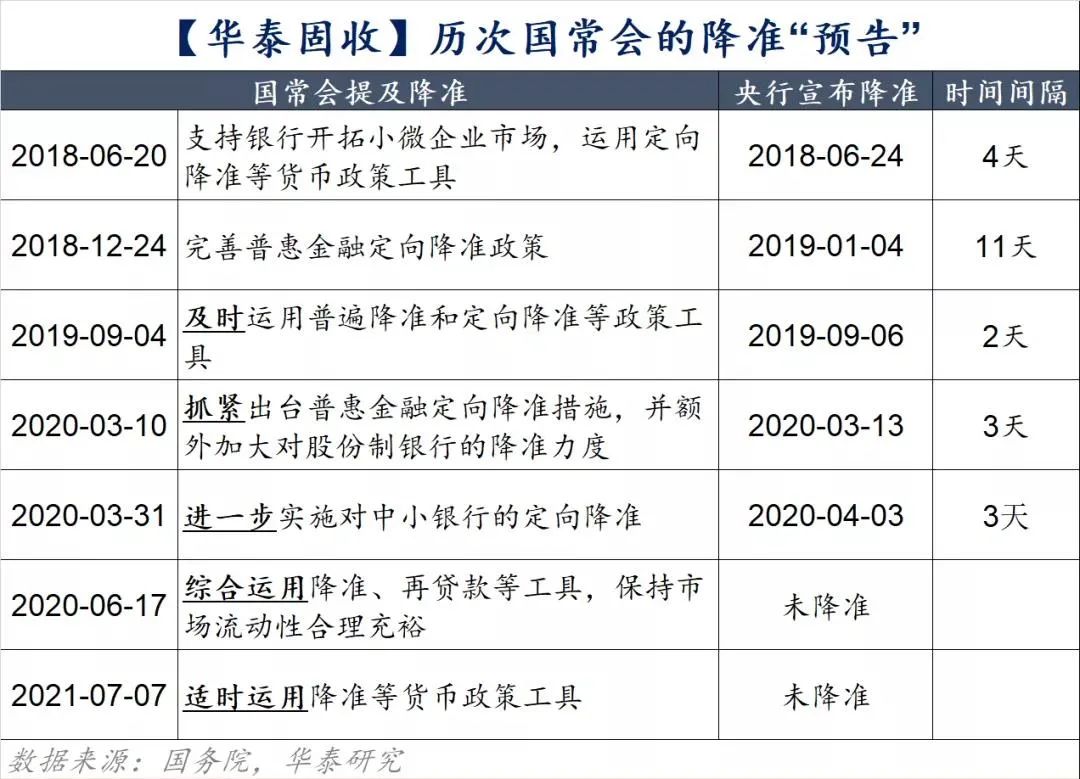 【华泰固收】历次国常会的降准“预告”
国常会提及降准 央行宣布降准 时间间隔
2018-06-20 支持银行开拓小微企业市场，运用定向
降准等货币政策工具 2018-06-24 4天
2018-12-24 完善普惠金融定向降准政策 2019-01-04 11天
2019-09-04 及时运用普遍降准和定向降准等政策工
具 2019-09-06 2天
2020-03-10 抓紧出台普惠金融定向降准措施，并额
外加大对股份制银行的降准力度 2020-03-13 3天
2020-03-31 进一步实施对中小银行的定向降准 2020-04-03 3天
2020-06-17 综合运用降准、再贷款等工具，保持市
场流动性合理充裕 未降准
2021-07-07 适时运用降准等货币政策工具 未降准
数据来源：国务院，华泰研究